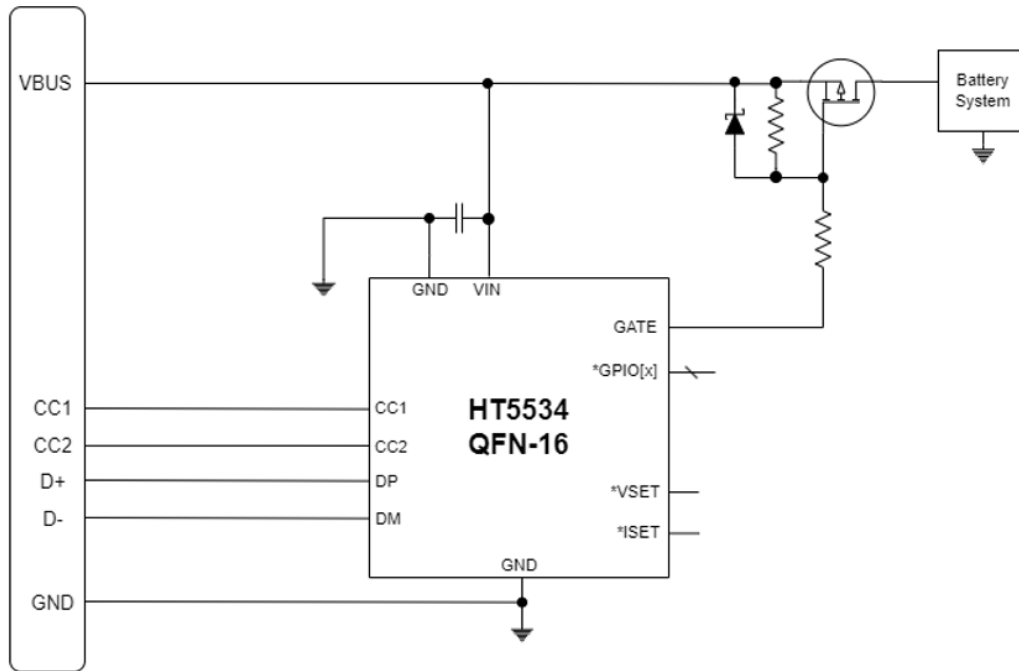 VBUS
Battery
System
GND
VIN
GATE
*GPIO[x]
CC1
CC1
HT5534
CC2
CC2
QFN-16
D+
DP
*VSET
D-
DM
*ISET
GND
GND